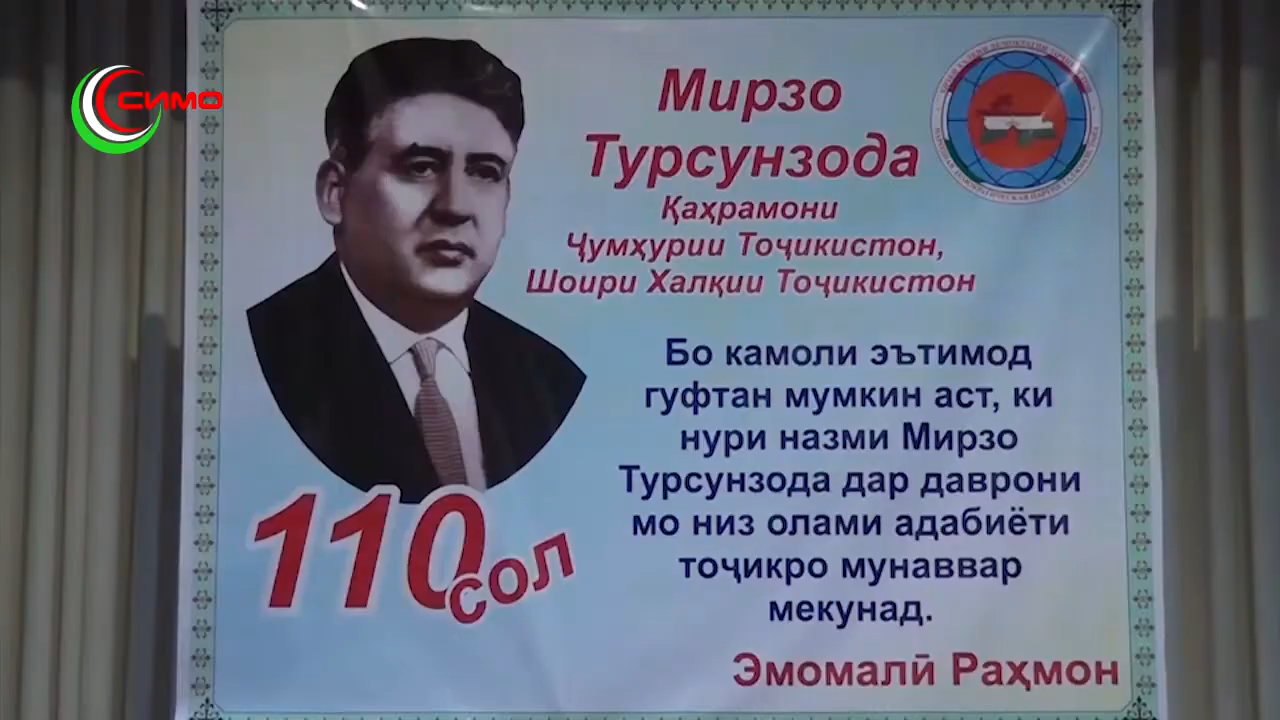 СИМО
Мирзо
Турсунзода
Қаҳрамони
Ҷумҳурии Тоҷикистон,
Шоири Халқии Тоҷикистон
Бо камоли эътимод
гуфтан мумкин аст, ки
нури назми Мирзо
Турсунзода дар даврони
мо низ олами адабиёти
тоҷикро мунаввар
мекунад.
Эмомалӣ Раҳмон
110
сол